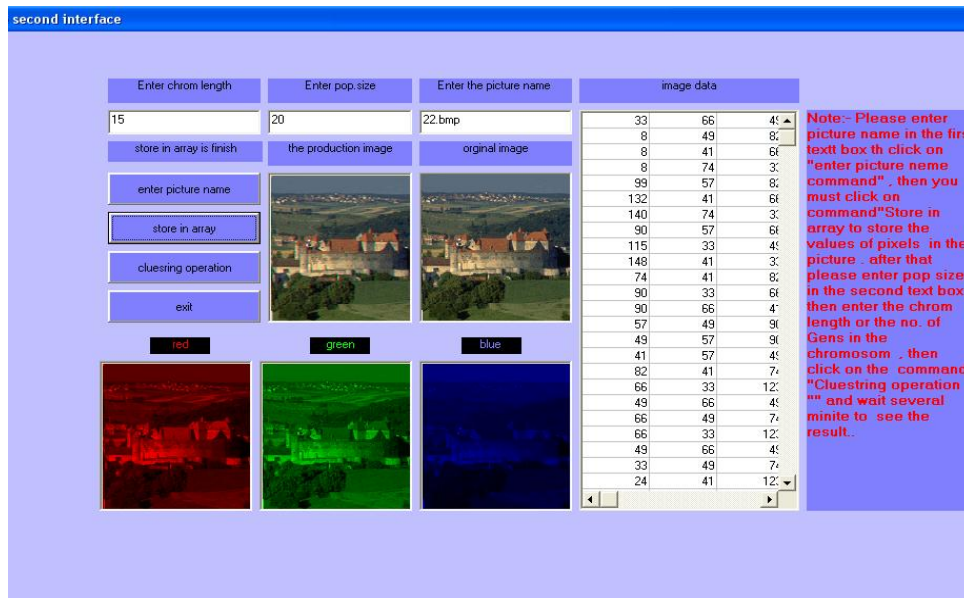 second interface
Enter chrom length Enter pop.size Enter the picture name image data
15 20 22.bmp
store in array is finish the production image orginal image
enter picture name
store in array
cluesring operation
exit
red green blue
33 66
8 49
8 41
8 74
99 57
132 41
140 74
90 57
115 33
148 41
74 41
90 33
90 66
57 49
49 57
41 57
82 41
66 33
49 66
66 49
66 33
49 66
33 49
24 41
Note:- Please enter
picture name in the
textt box th click on
"enter picture neme
command" , then you
must click on
command"Store in
array to store the
values of pixels in the
picture . after that
please enter pop size
in the second text box
then enter the chrom
length or the no. of
Gens in the
chromosom , then
click on the command
"Cluestring operation
"" and wait several
minite to see the
result..